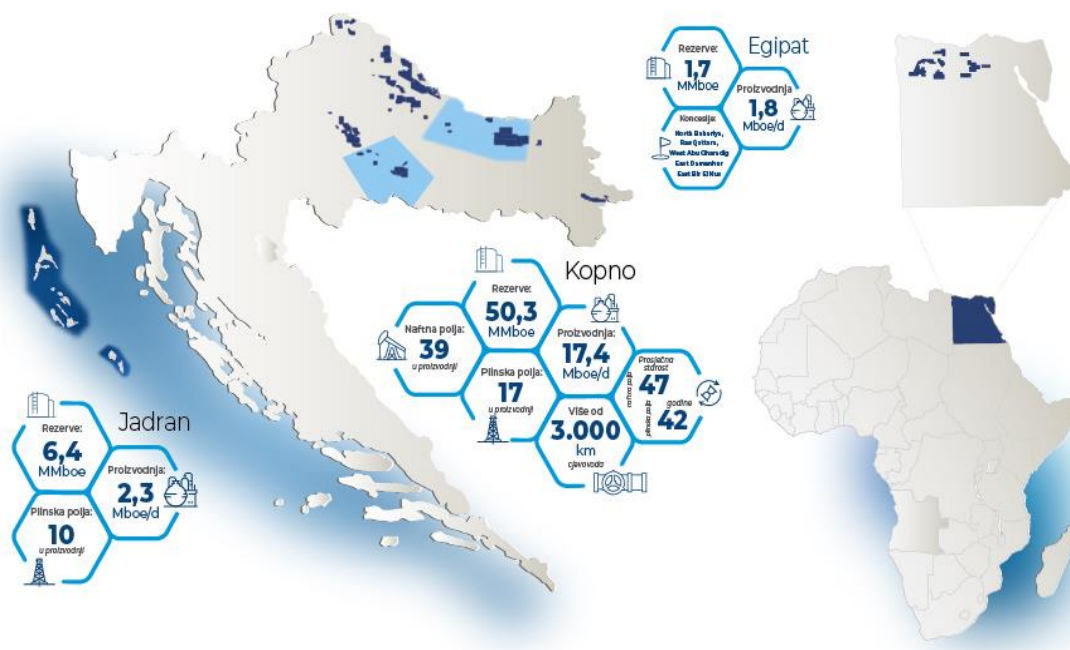 Egipat
Rezerve:
1,7
MMboe
Proizvodnja
1,8
Mboe/d
Koncesije:
North Bahariya,
Ras Qattara,
West Abu Gharadig
East Damanhur
East Bir El Nus
Kopno
Rezerve:
50,3
MMboe
Naftna polja:
39
u proizvodnji
Proizvodnja:
17,4
Mboe/d
Plinska polja:
17
u proizvodnji
Prosječna
starost
naftna polja
47
godine
plinska polja
42
Više od
3.000
km
cjevovoda
Jadran
Rezerve:
6,4
MMboe
Proizvodnja:
2,3
Mboe/d
Plinska polja:
10
u proizvodnji